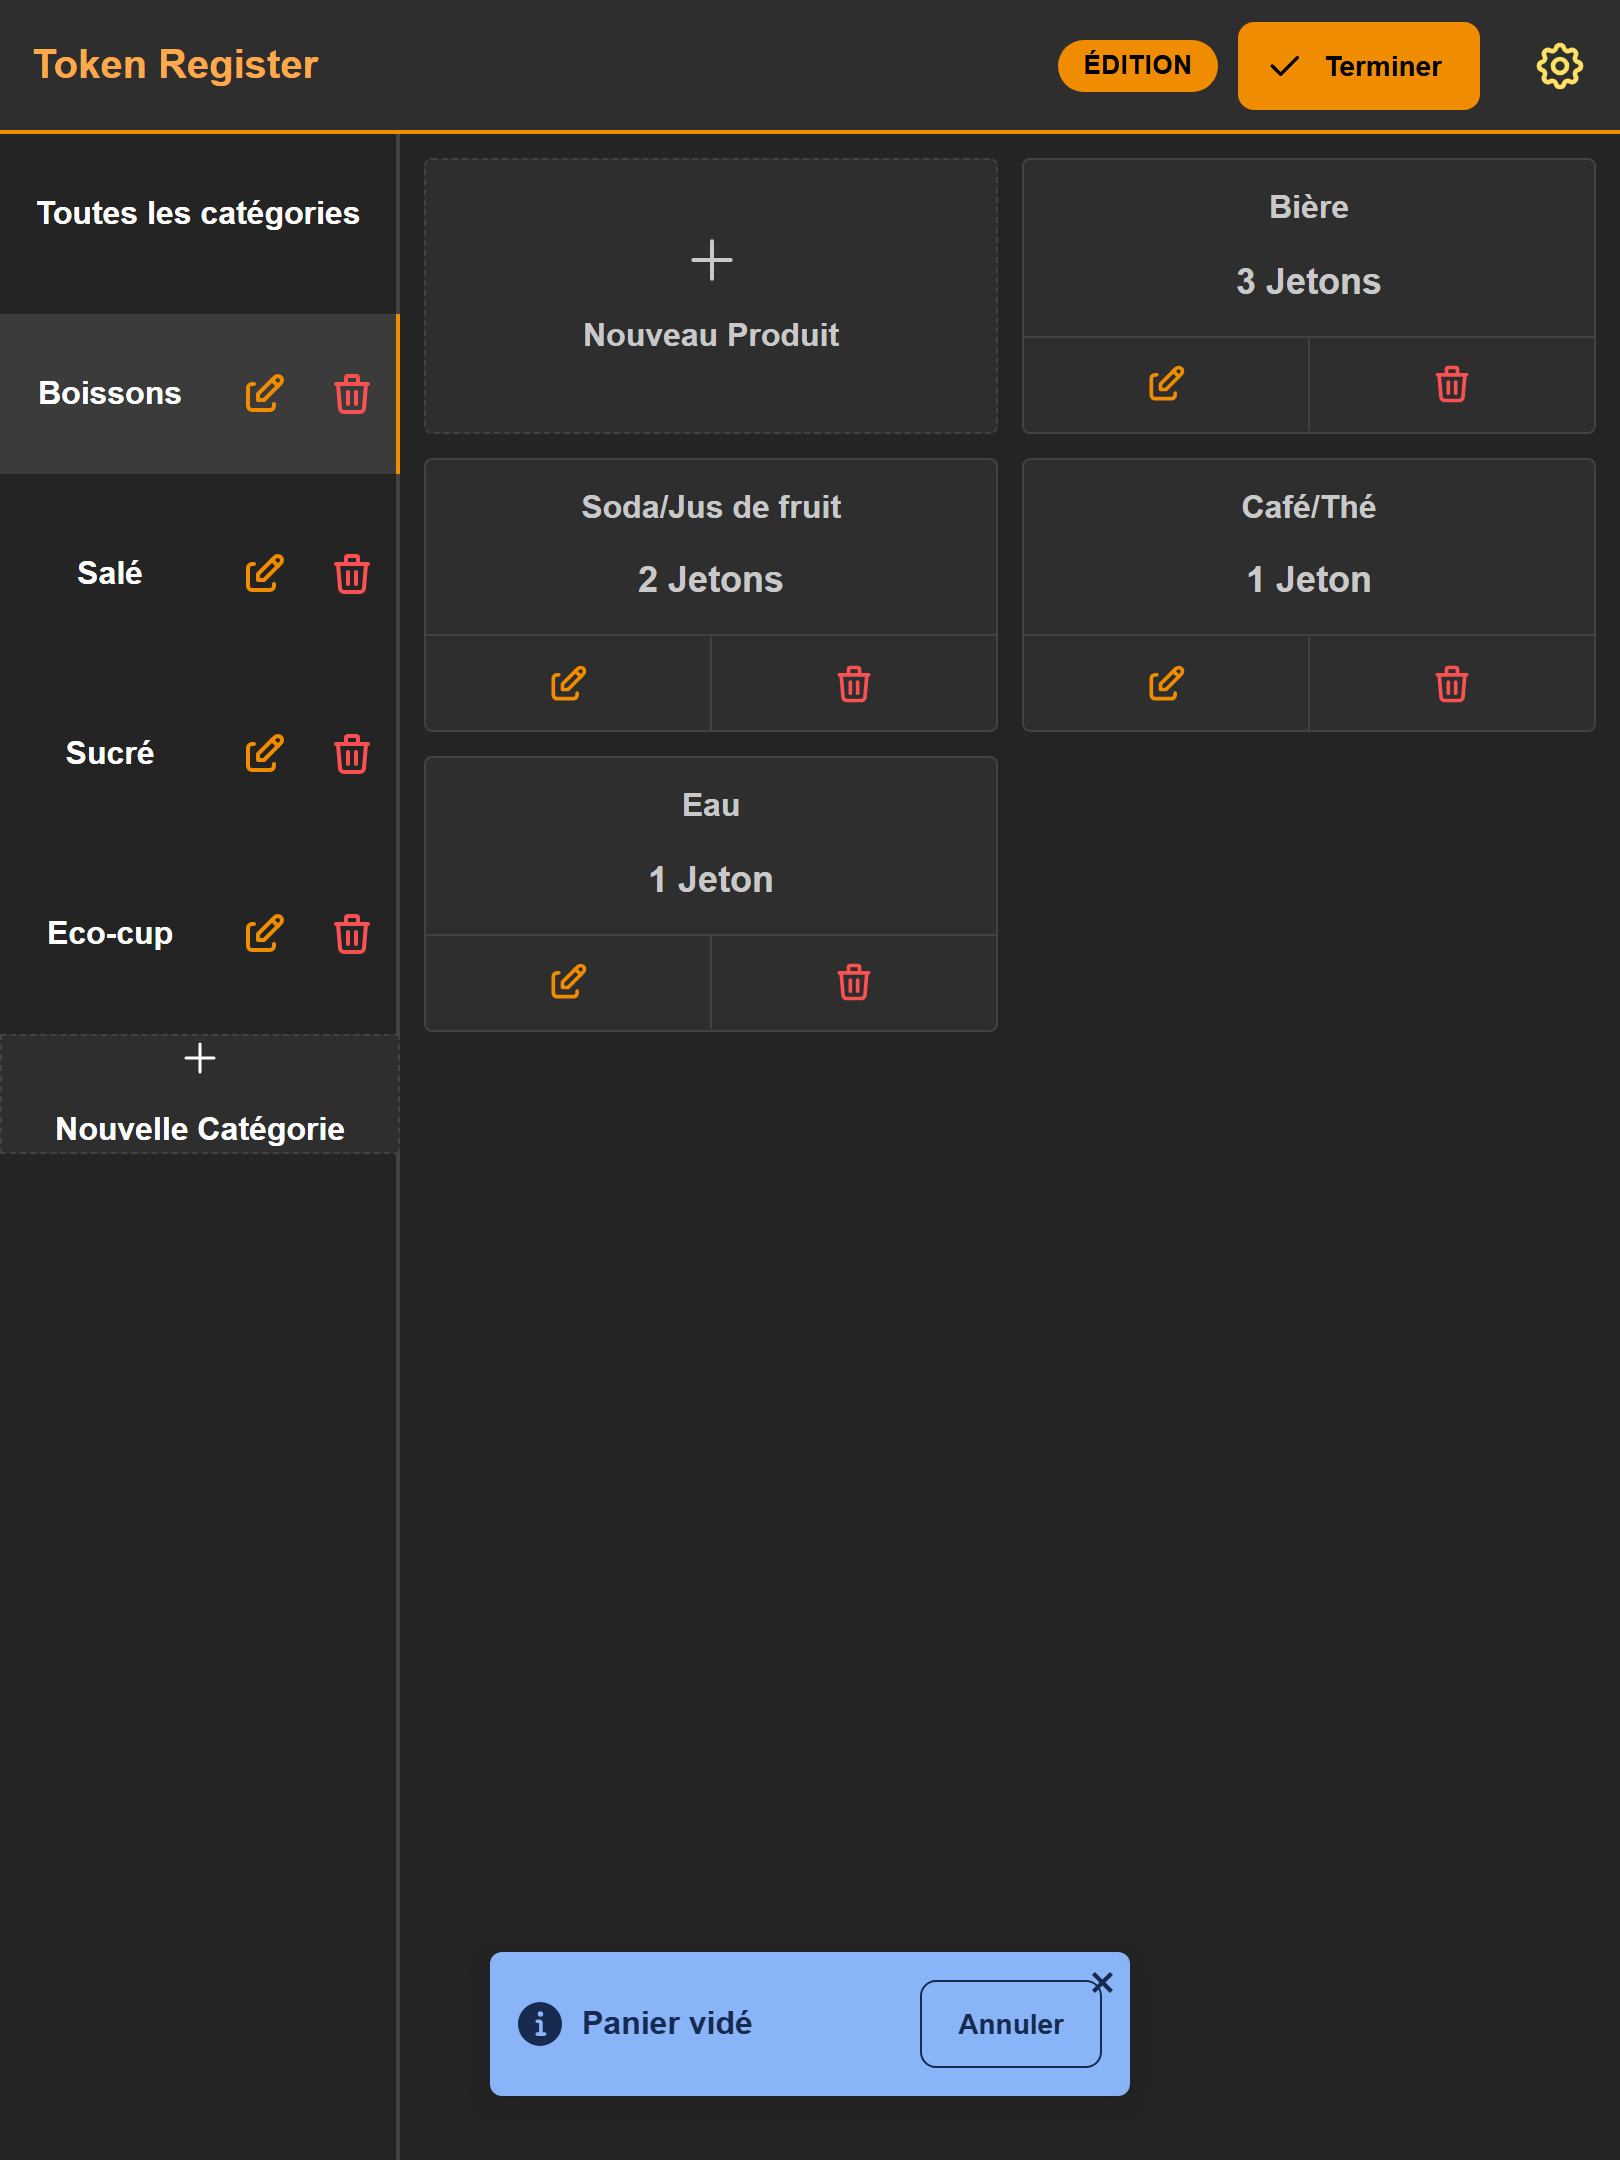 Token Register
ÉDITION
Terminer
Toutes les catégories
Boissons
Salé
Sucré
Eco-cup
Nouvelle Catégorie
Nouveau Produit
Bière
3 Jetons
Soda/Jus de fruit
2 Jetons
Café/Thé
1 Jeton
Eau
1 Jeton
Panier vidé
Annuler